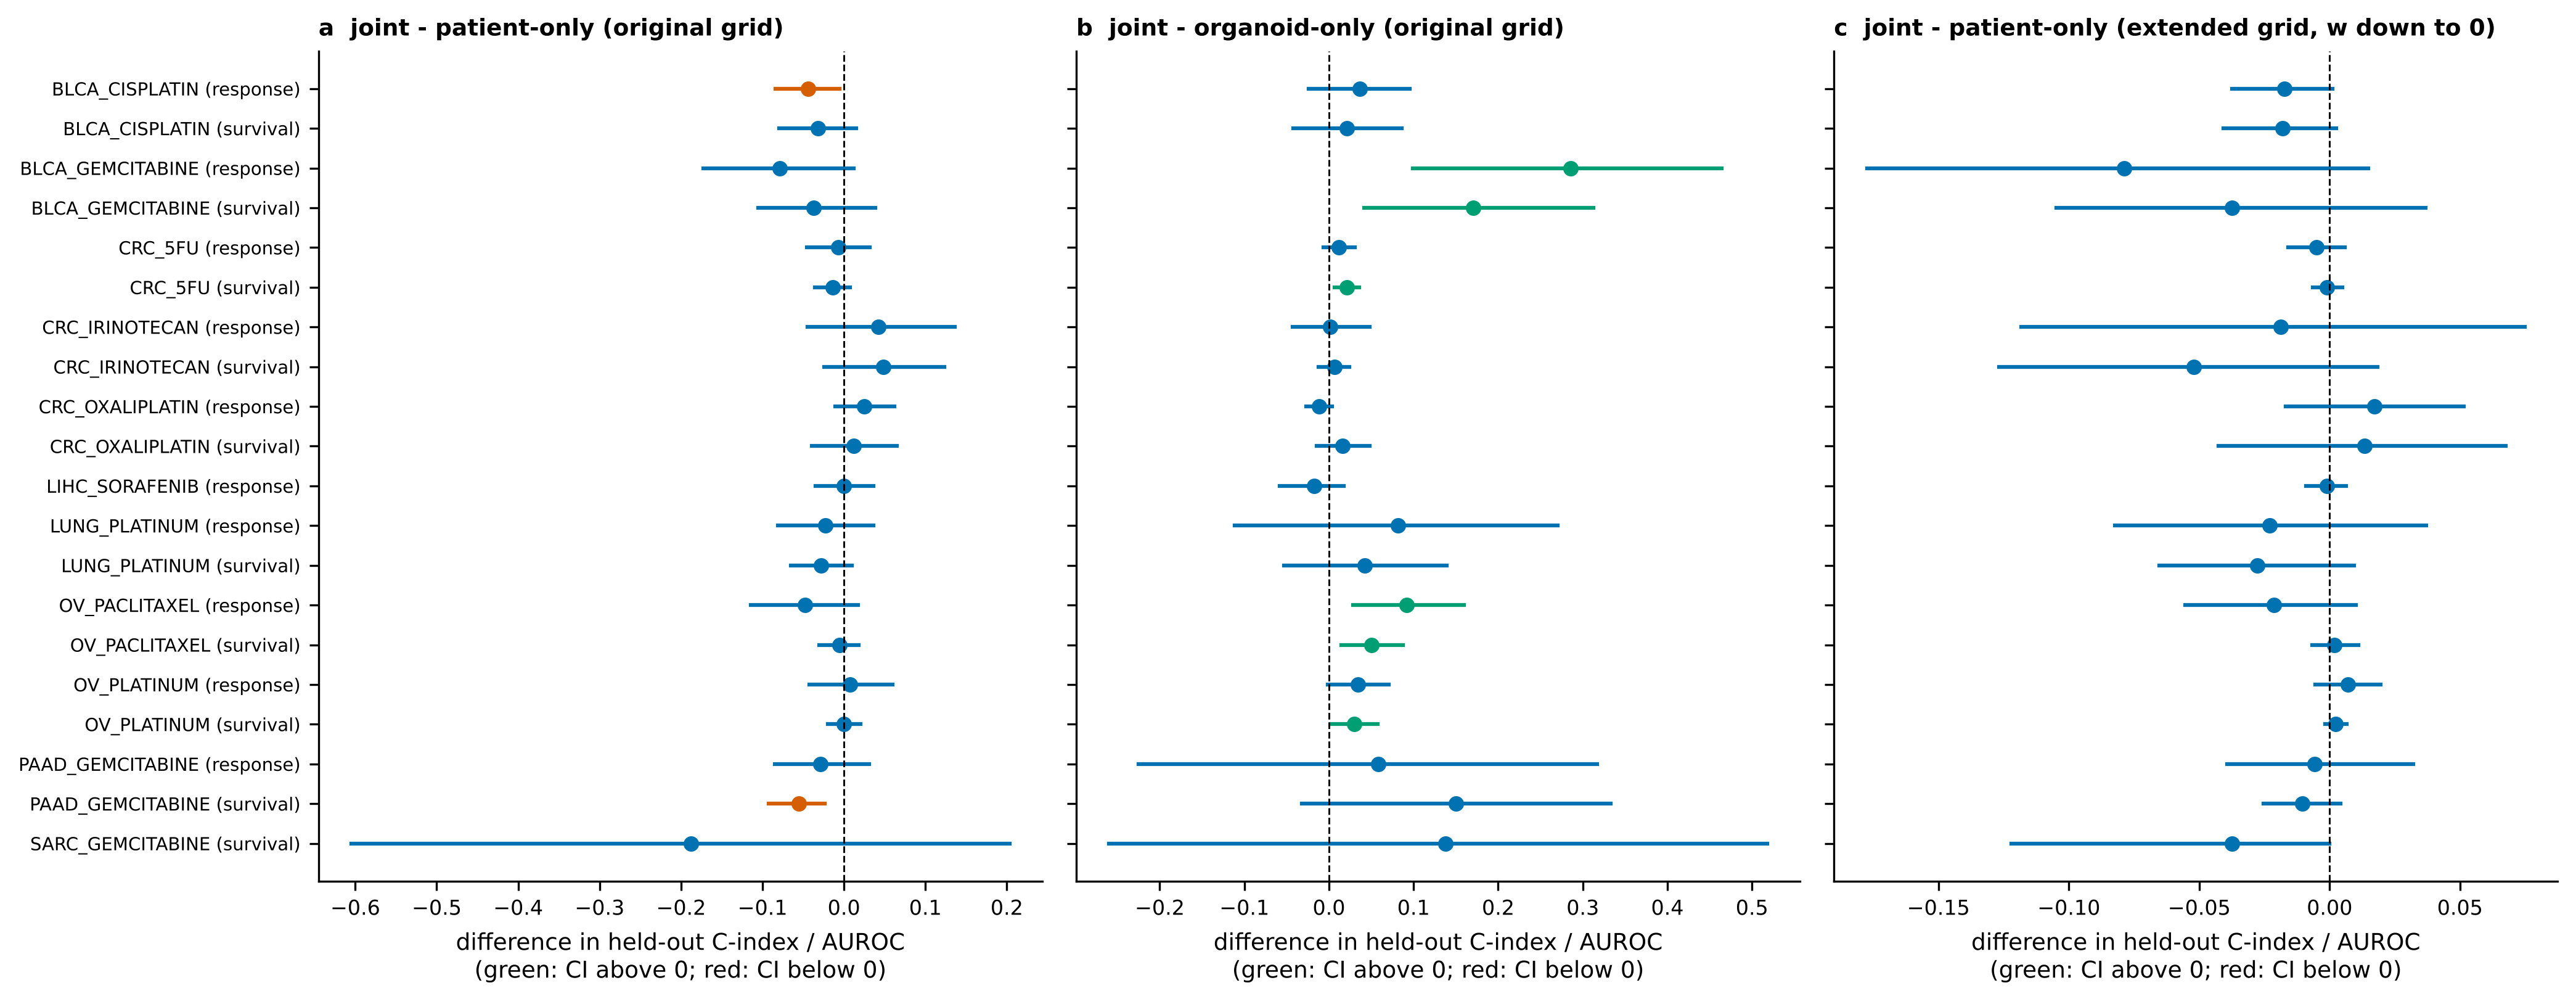 a joint - patient-only (original grid)
b joint - organoid-only (original grid)
c joint - patient-only (extended grid, w down to 0)
BLCA_CISPLATIN (response)
BLCA_CISPLATIN (survival)
BLCA_GEMCITABINE (response)
BLCA_GEMCITABINE (survival)
CRC_5FU (response)
CRC_5FU (survival)
CRC_IRINOTECAN (response)
CRC_IRINOTECAN (survival)
CRC_OXALIPLATIN (response)
CRC_OXALIPLATIN (survival)
LIHC_SORAFENIB (response)
LUNG_PLATINUM (response)
LUNG_PLATINUM (survival)
OV_PACLITAXEL (response)
OV_PACLITAXEL (survival)
OV_PLATINUM (response)
OV_PLATINUM (survival)
PAAD_GEMCITABINE (response)
PAAD_GEMCITABINE (survival)
SARC_GEMCITABINE (survival)
−0.6 −0.5 −0.4 −0.3 −0.2 −0.1 0.0 0.1 0.2
difference in held-out C-index / AUROC
(green: CI above 0; red: CI below 0)
−0.2 −0.1 0.0 0.1 0.2 0.3 0.4 0.5
difference in held-out C-index / AUROC
(green: CI above 0; red: CI below 0)
−0.15 −0.10 −0.05 0.00 0.05
difference in held-out C-index / AUROC
(green: CI above 0; red: CI below 0)